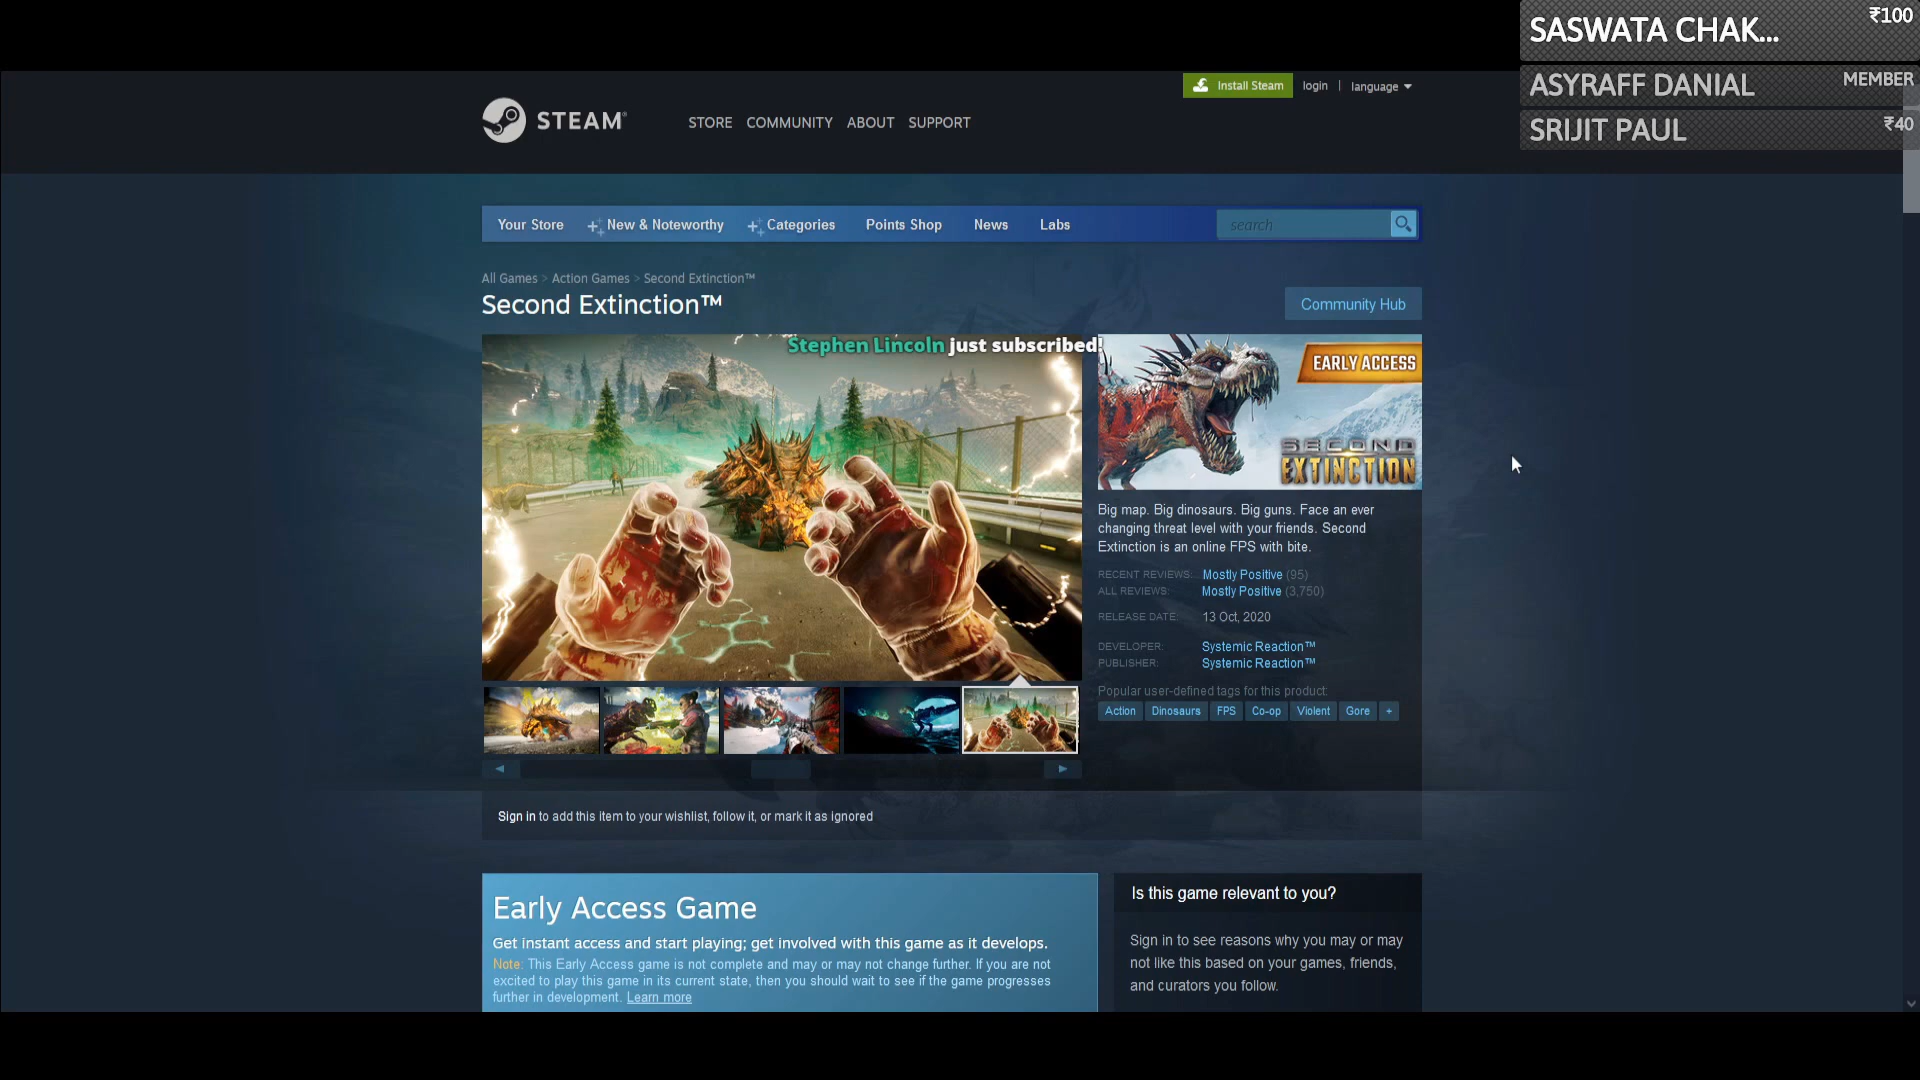 SASWATA CHAK... ₹100
ASYRAFF DANIAL MEMBER
SRIJIT PAUL ₹40
Install Steam login | language
STEAM® STORE COMMUNITY ABOUT SUPPORT
Your Store New & Noteworthy Categories Points Shop News Labs search
All Games > Action Games > Second Extinction™
Second Extinction™
Community Hub
Stephen Lincoln just subscribed!
EARLY ACCESS
SECOND
EXTINCTION
Big map. Big dinosaurs. Big guns. Face an ever
changing threat level with your friends. Second
Extinction is an online FPS with bite.
RECENT REVIEWS: Mostly Positive (95)
ALL REVIEWS: Mostly Positive (3,750)
RELEASE DATE: 13 Oct, 2020
DEVELOPER: Systemic Reaction™
PUBLISHER: Systemic Reaction™
Popular user-defined tags for this product:
Action Dinosaurs FPS Co-op Violent Gore +
Sign in to add this item to your wishlist, follow it, or mark it as ignored
Early Access Game
Get instant access and start playing; get involved with this game as it develops.
Note: This Early Access game is not complete and may or may not change further. If you are not
excited to play this game in its current state, then you should wait to see if the game progresses
further in development. Learn more
Is this game relevant to you?
Sign in to see reasons why you may or may
not like this based on your games, friends,
and curators you follow.